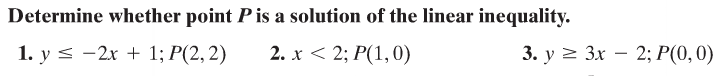 Determine whether point P is a solution of the linear inequality.
1. y ≤ −2x + 1; P(2, 2) 2. x < 2; P(1, 0) 3. y ≥ 3x − 2; P(0, 0)